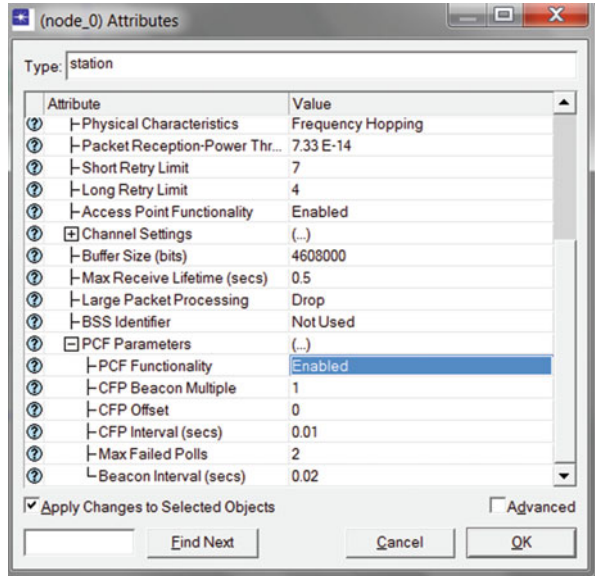 (node_0) Attributes
Type: station
Attribute Value
Physical Characteristics Frequency Hopping
Packet Reception-Power Thr... 7.33 E-14
Short Retry Limit 7
Long Retry Limit 4
Access Point Functionality Enabled
Channel Settings (...)
Buffer Size (bits) 4608000
Max Receive Lifetime (secs) 0.5
Large Packet Processing Drop
BSS Identifier Not Used
PCF Parameters (...)
PCF Functionality Enabled
CFP Beacon Multiple 1
CFP Offset 0
CFP Interval (secs) 0.01
Max Failed Polls 2
Beacon Interval (secs) 0.02
Apply Changes to Selected Objects Advanced
Find Next Cancel OK